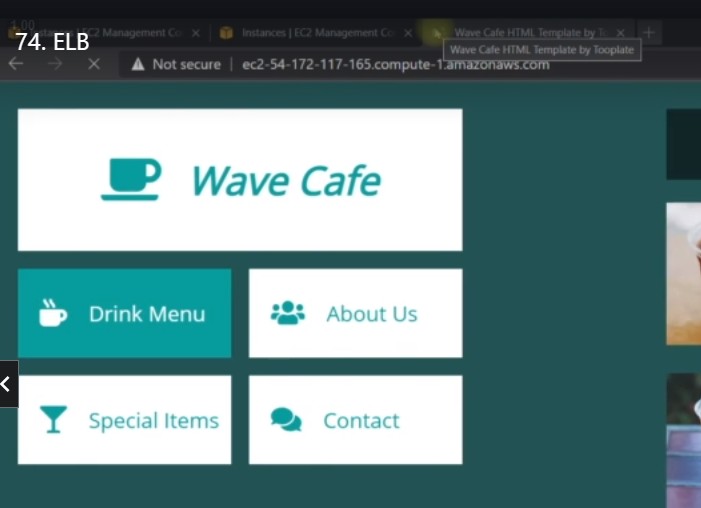 74. ELB
Instances | EC2 Management Co
Instances | EC2 Management Co
Wave Cafe HTML Template by To
Wave Cafe HTML Template by Tooplate
Not secure | ec2-54-172-117-165.compute-1.amazonaws.com
Wave Cafe
Drink Menu
About Us
Special Items
Contact